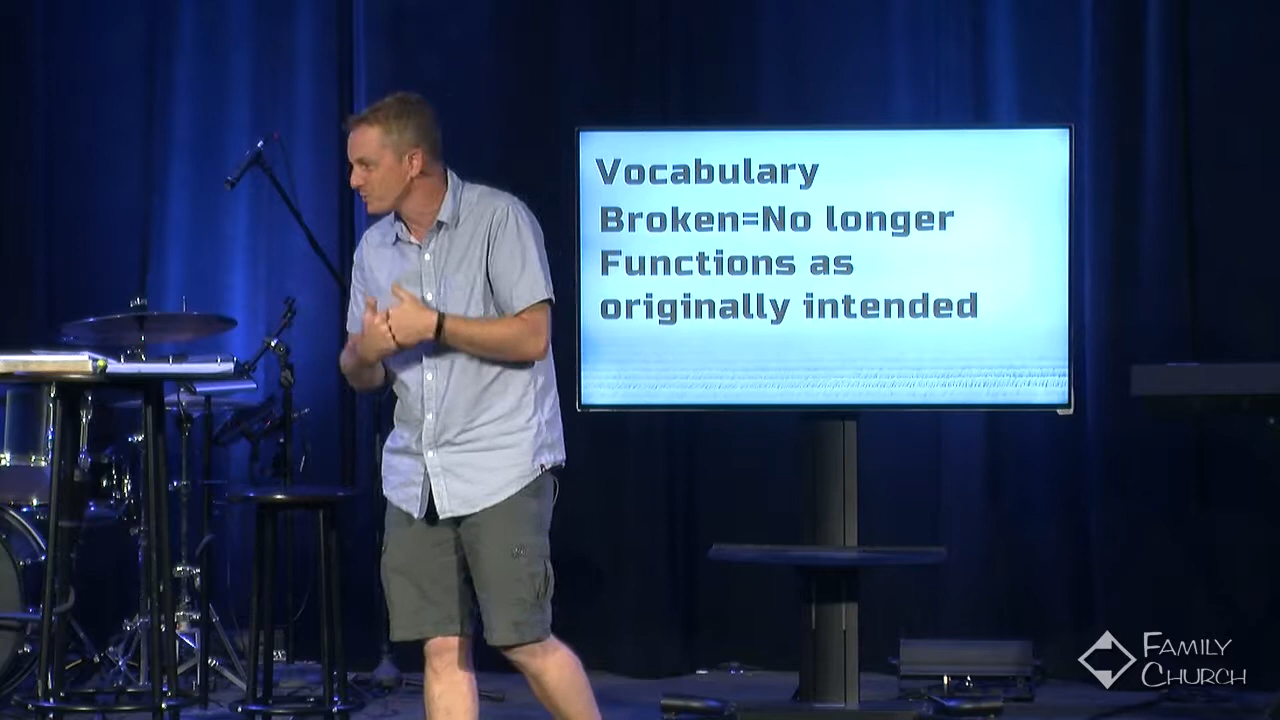 Vocabulary
Broken=No longer
Functions as
originally intended
FAMILY
CHURCH